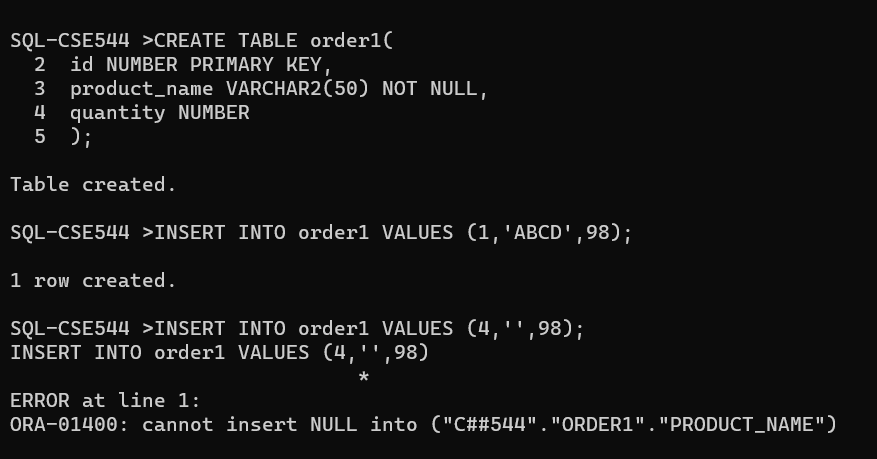 SQL-CSE544 >CREATE TABLE order1(
  2  id NUMBER PRIMARY KEY,
  3  product_name VARCHAR2(50) NOT NULL,
  4  quantity NUMBER
  5  );
Table created.
SQL-CSE544 >INSERT INTO order1 VALUES (1,'ABCD',98);
1 row created.
SQL-CSE544 >INSERT INTO order1 VALUES (4,'',98);
INSERT INTO order1 VALUES (4,'',98)
                             *
ERROR at line 1:
ORA-01400: cannot insert NULL into ("C##544"."ORDER1"."PRODUCT_NAME")